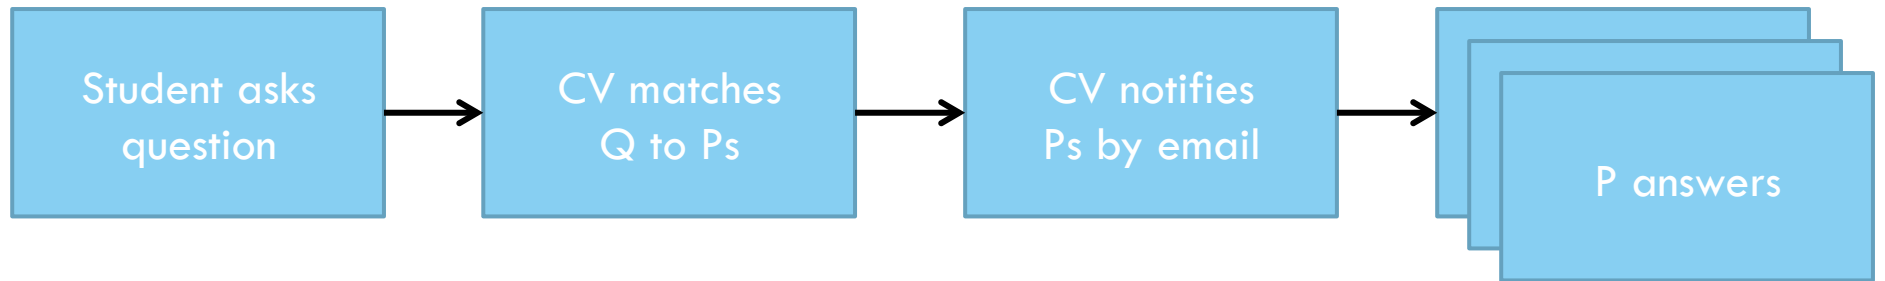 Student asks
question
CV matches
Q to Ps
CV notifies
Ps by email
P answers